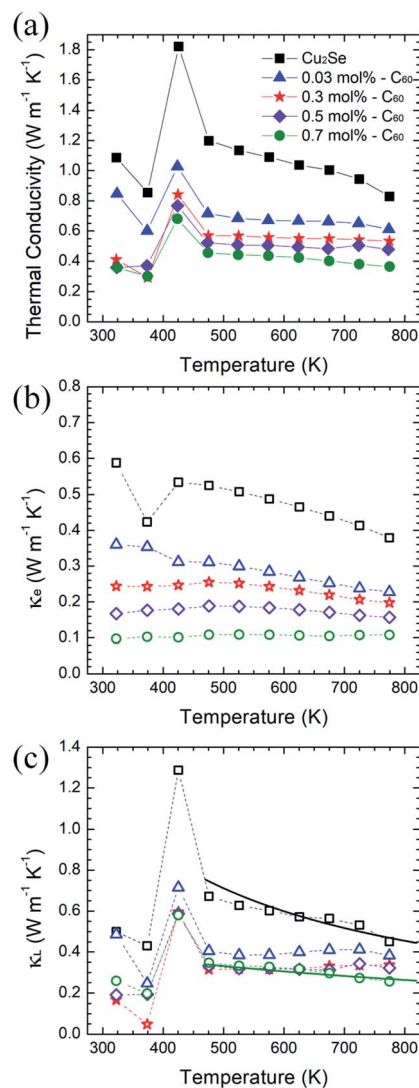 (a)
1.8
1.6
1.4
1.2
1.0
0.8
0.6
0.4
0.2
0.0
Thermal Conducivity (W m⁻¹ K⁻¹)
Cu₂Se
0.03 mol% - C₆₀
0.3 mol% - C₆₀
0.5 mol% - C₆₀
0.7 mol% - C₆₀
300 400 500 600 700 800
Temperature (K)
(b)
0.8
0.7
0.6
0.5
0.4
0.3
0.2
0.1
0.0
κe (W m⁻¹ K⁻¹)
300 400 500 600 700 800
Temperature (K)
(c)
1.4
1.2
1.0
0.8
0.6
0.4
0.2
0.0
κL (W m⁻¹ K⁻¹)
300 400 500 600 700 800
Temperature (K)